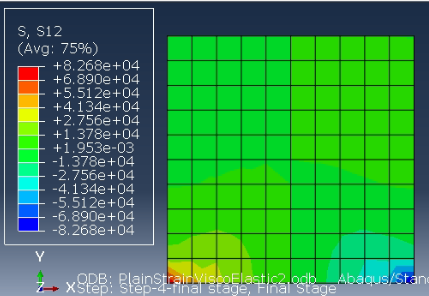 S, S12
(Avg: 75%)
+8.268e+04
+6.890e+04
+5.512e+04
+4.134e+04
+2.756e+04
+1.378e+04
+1.953e-03
-1.378e+04
-2.756e+04
-4.134e+04
-5.512e+04
-6.890e+04
-8.268e+04
Y
Z X
ODB: PlainStrainViscoElastic2.odb Abaqus/Stan
Step: Step-4-final stage, Final Stage